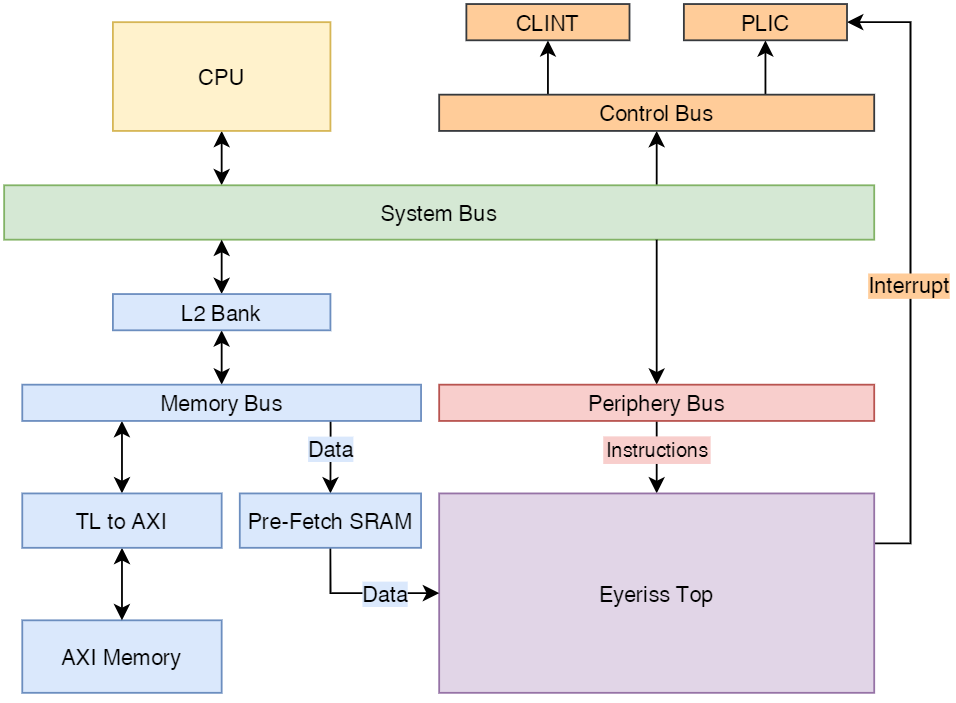 CLINT
PLIC
CPU
Control Bus
System Bus
Interrupt
L2 Bank
Memory Bus
Periphery Bus
Data
Instructions
TL to AXI
Pre-Fetch SRAM
Data
Eyeriss Top
AXI Memory